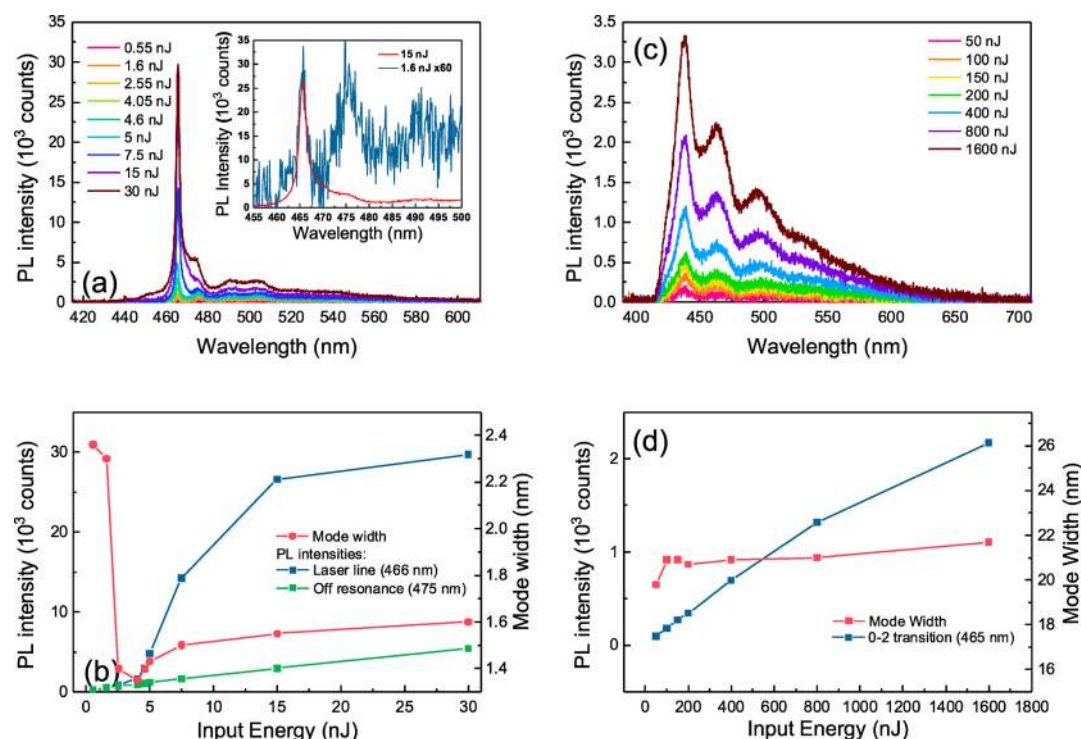 (a)
PL Intensity (10³ counts)
35
30
25
20
15
10
5
0
0.55 nJ
1.6 nJ
2.55 nJ
4.05 nJ
4.6 nJ
5 nJ
7.5 nJ
15 nJ
30 nJ
PL Intensity (10³ counts)
35
30
25
20
15
10
5
0
15 nJ
1.6 nJ x60
455 460 465 470 475 480 485 490 495 500
Wavelength (nm)
420 440 460 480 500 520 540 560 580 600
Wavelength (nm)
(c)
PL intensity (10³ counts)
3.5
3.0
2.5
2.0
1.5
1.0
0.5
0.0
50 nJ
100 nJ
150 nJ
200 nJ
400 nJ
800 nJ
1600 nJ
400 450 500 550 600 650 700
Wavelength (nm)
(b)
PL intensity (10³ counts)
30
20
10
0
Mode width
PL intensities:
Laser line (466 nm)
Off resonance (475 nm)
2.4
2.2
2.0
1.8
1.6
1.4
Mode width (nm)
0 5 10 15 20 25 30
Input Energy (nJ)
(d)
PL intensity (10³ counts)
2
1
0
Mode Width
0-2 transition (465 nm)
26
24
22
20
18
16
Mode Width (nm)
0 200 400 600 800 1000 1200 1400 1600 1800
Input Energy (nJ)